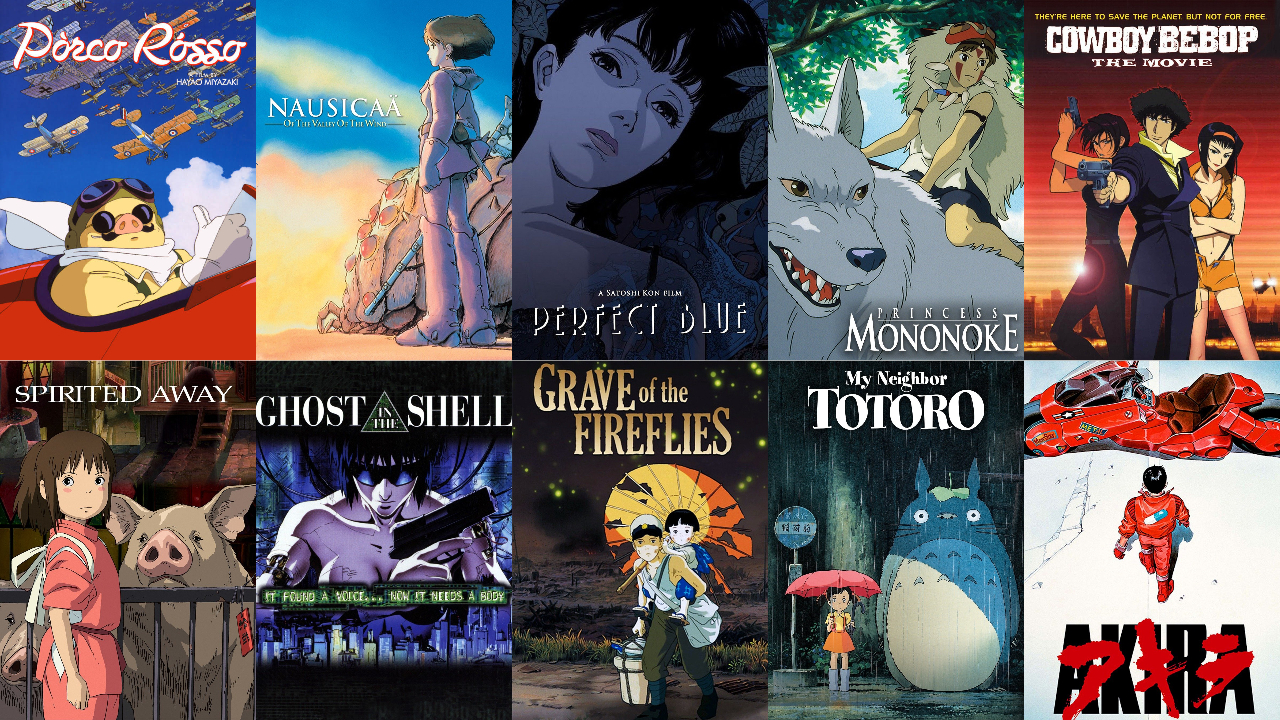 Pòrco Rósso
A FILM BY
HAYAO MIYAZAKI
NAUSICAÄ
OF THE VALLEY OF THE WIND
A SATOSHI KON FILM
PERFECT BLUE
PRINCESS
MONONOKE
THEY'RE HERE TO SAVE THE PLANET BUT NOT FOR FREE.
COWBOY BEBOP
THE MOVIE
SPIRITED AWAY
GHOST IN THE SHELL
IT FOUND A VOICE... NOW IT NEEDS A BODY
GRAVE of the
FIREFLIES
My Neighbor
TOTORO
AKIRA
アキラ